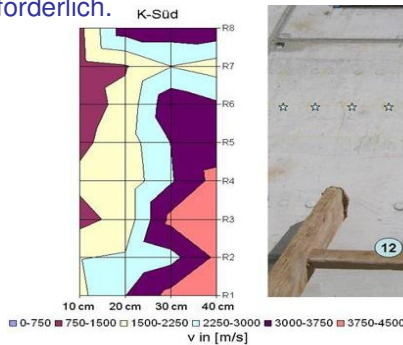 forderlich.
K-Süd
R8
R7
R6
R5
R4
R3
R2
R1
10 cm 20 cm 30 cm 40 cm
0-750 750-1500 1500-2250 2250-3000 3000-3750 3750-4500
v in [m/s]
12